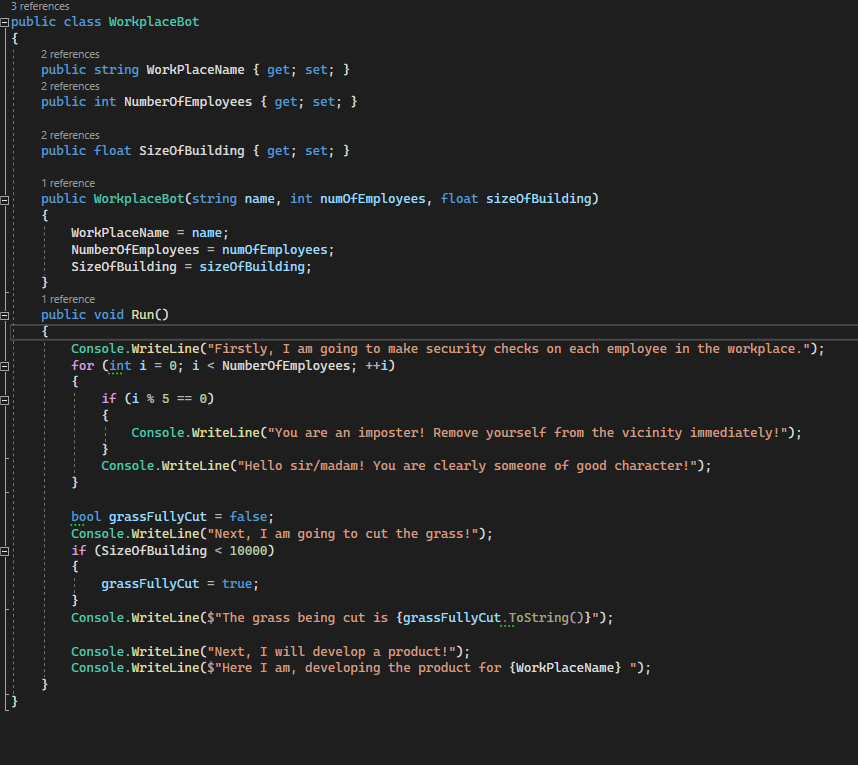 3 references
public class WorkplaceBot
{
2 references
public string WorkPlaceName { get; set; }
2 references
public int NumberOfEmployees { get; set; }
2 references
public float SizeOfBuilding { get; set; }
1 reference
public WorkplaceBot(string name, int numOfEmployees, float sizeOfBuilding)
{
WorkPlaceName = name;
NumberOfEmployees = numOfEmployees;
SizeOfBuilding = sizeOfBuilding;
}
1 reference
public void Run()
{
Console.WriteLine("Firstly, I am going to make security checks on each employee in the workplace.");
for (int i = 0; i < NumberOfEmployees; ++i)
{
if (i % 5 == 0)
{
Console.WriteLine("You are an imposter! Remove yourself from the vicinity immediately!");
}
Console.WriteLine("Hello sir/madam! You are clearly someone of good character!");
}
bool grassFullyCut = false;
Console.WriteLine("Next, I am going to cut the grass!");
if (SizeOfBuilding < 10000)
{
grassFullyCut = true;
}
Console.WriteLine($"The grass being cut is {grassFullyCut.ToString()}");
Console.WriteLine("Next, I will develop a product!");
Console.WriteLine($"Here I am, developing the product for {WorkPlaceName} ");
}
}